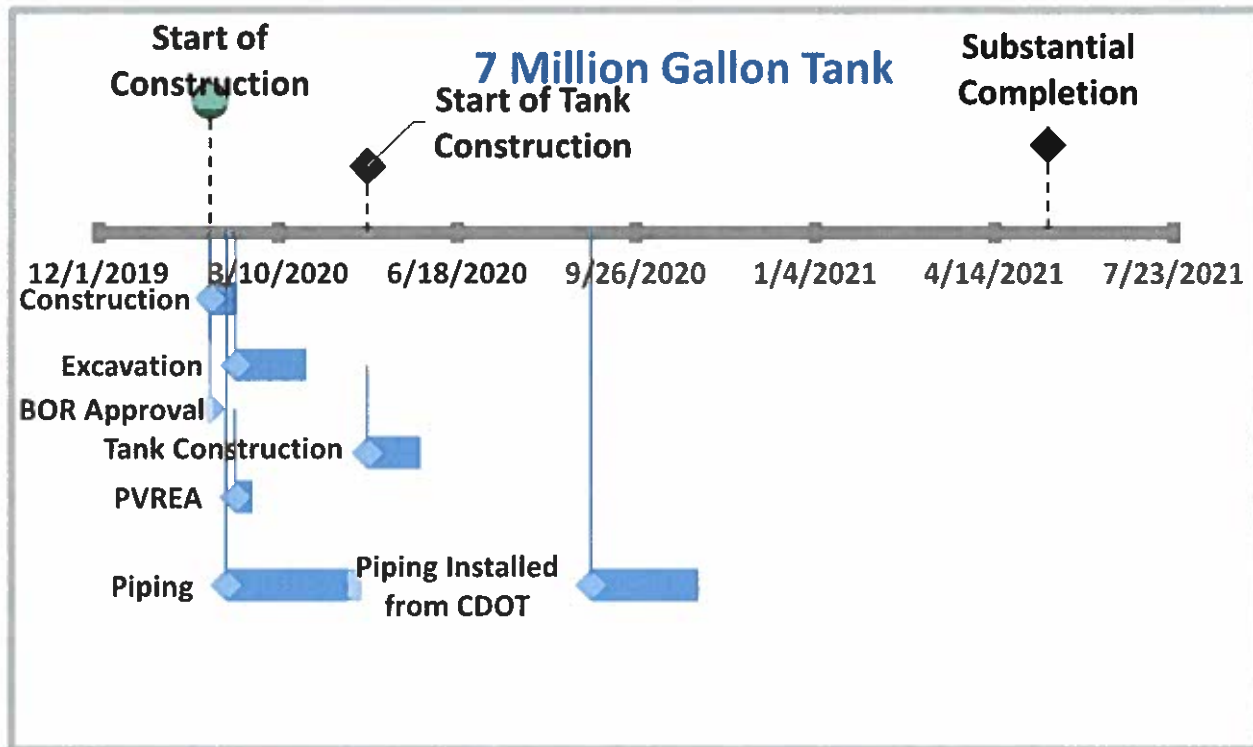 Start of
Construction
7 Million Gallon Tank
Start of Tank
Construction
Substantial
Completion
12/1/2019
3/10/2020
6/18/2020
9/26/2020
1/4/2021
4/14/2021
7/23/2021
Construction
Excavation
BOR Approval
Tank Construction
PVREA
Piping
Piping Installed
from CDOT